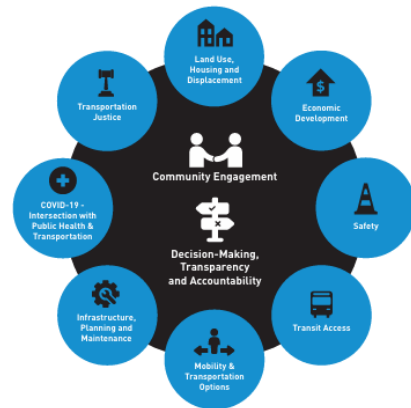 Land Use,
Housing and
Displacement
Economic
Development
$
Safety
Transit Access
Mobility &
Transportation
Options
Infrastructure,
Planning and
Maintenance
COVID-19 -
Intersection with
Public Health &
Transportation
Transportation
Justice
Community Engagement
Decision-Making,
Transparency
and Accountability